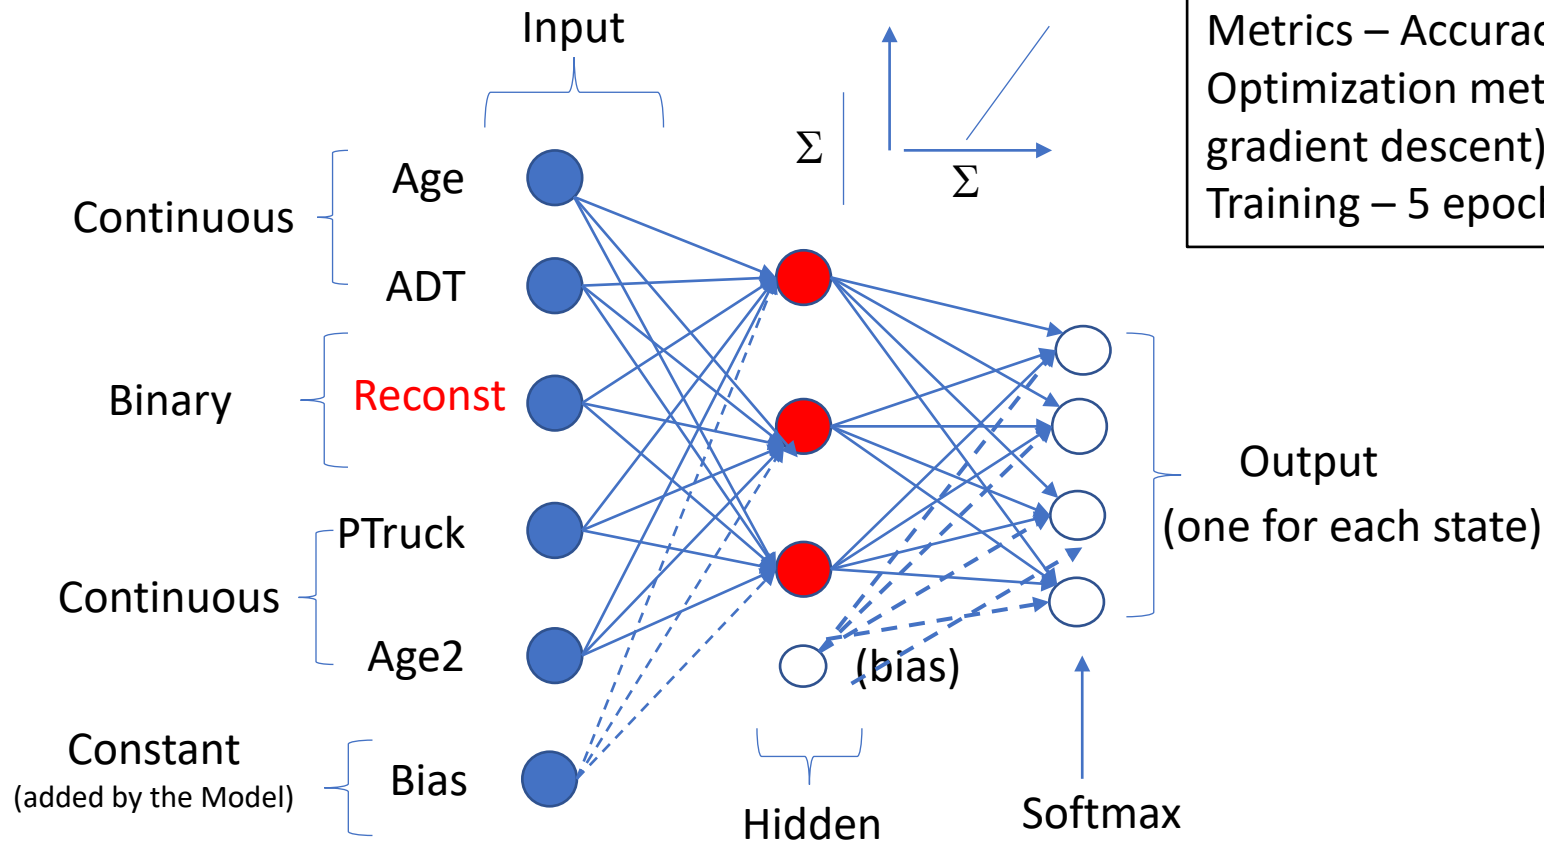 Input
Metrics – Accurac
Optimization met
gradient descent)
Training – 5 epoch
Σ
Σ
Age
Continuous
ADT
Binary
Reconst
PTruck
Continuous
Age2
Constant
(added by the Model)
Bias
(bias)
Hidden
Softmax
Output
(one for each state)